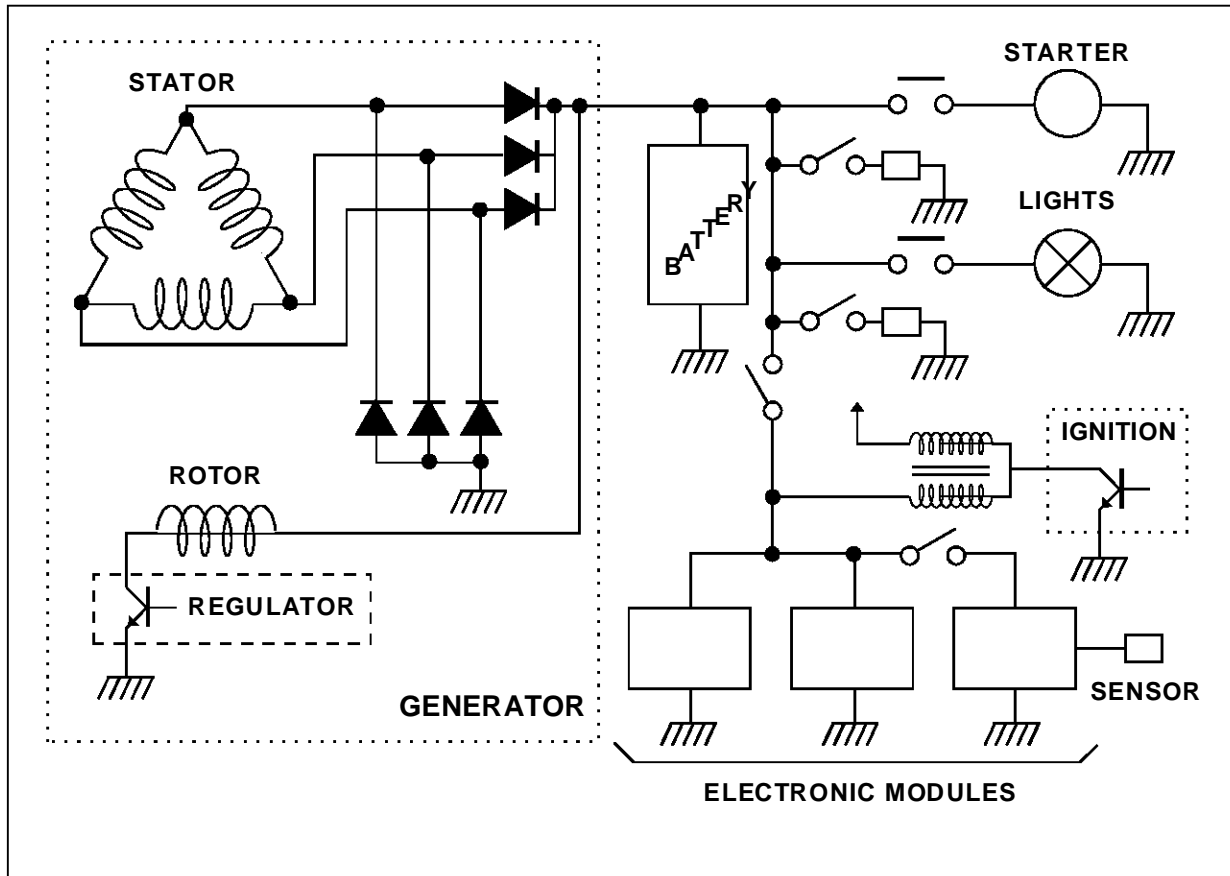 STARTER
STATOR
BATTERY
LIGHTS
IGNITION
ROTOR
REGULATOR
SENSOR
GENERATOR
ELECTRONIC MODULES